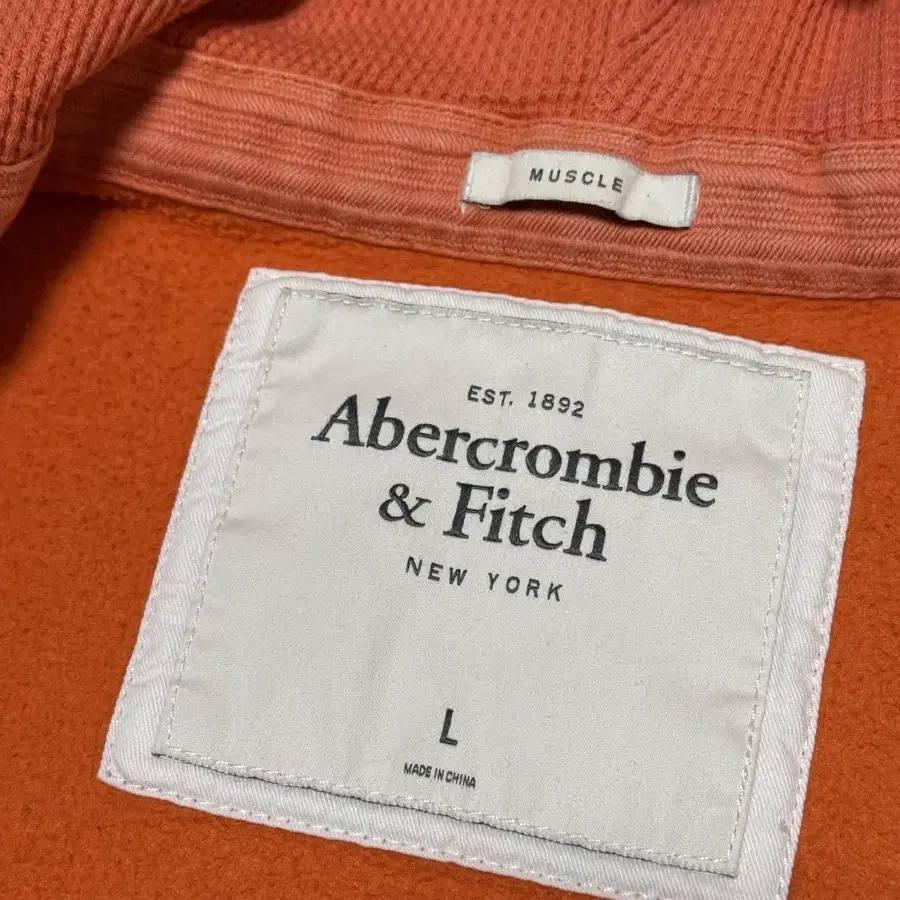 MUSCLE
EST. 1892
Abercrombie
& Fitch
NEW YORK
L
MADE IN CHINA